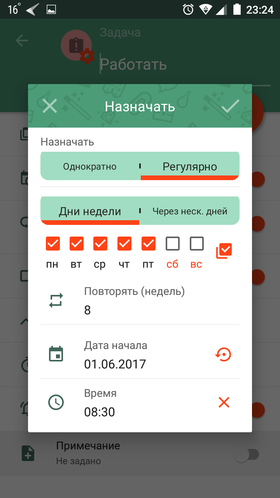 16° 23:24
Задача
Работать
Назначать
Назначать
Однократно Регулярно
Дни недели Через неск. дней
пн вт ср чт пт сб вс
Повторять (недель)
8
Дата начала
01.06.2017
Время
08:30
Примечание
Не задано